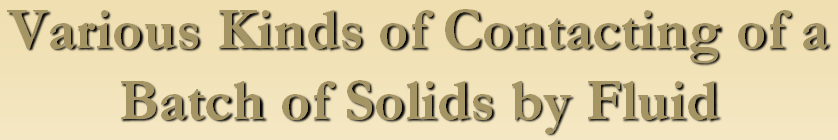 Various Kinds of Contacting of a
Batch of Solids by Fluid